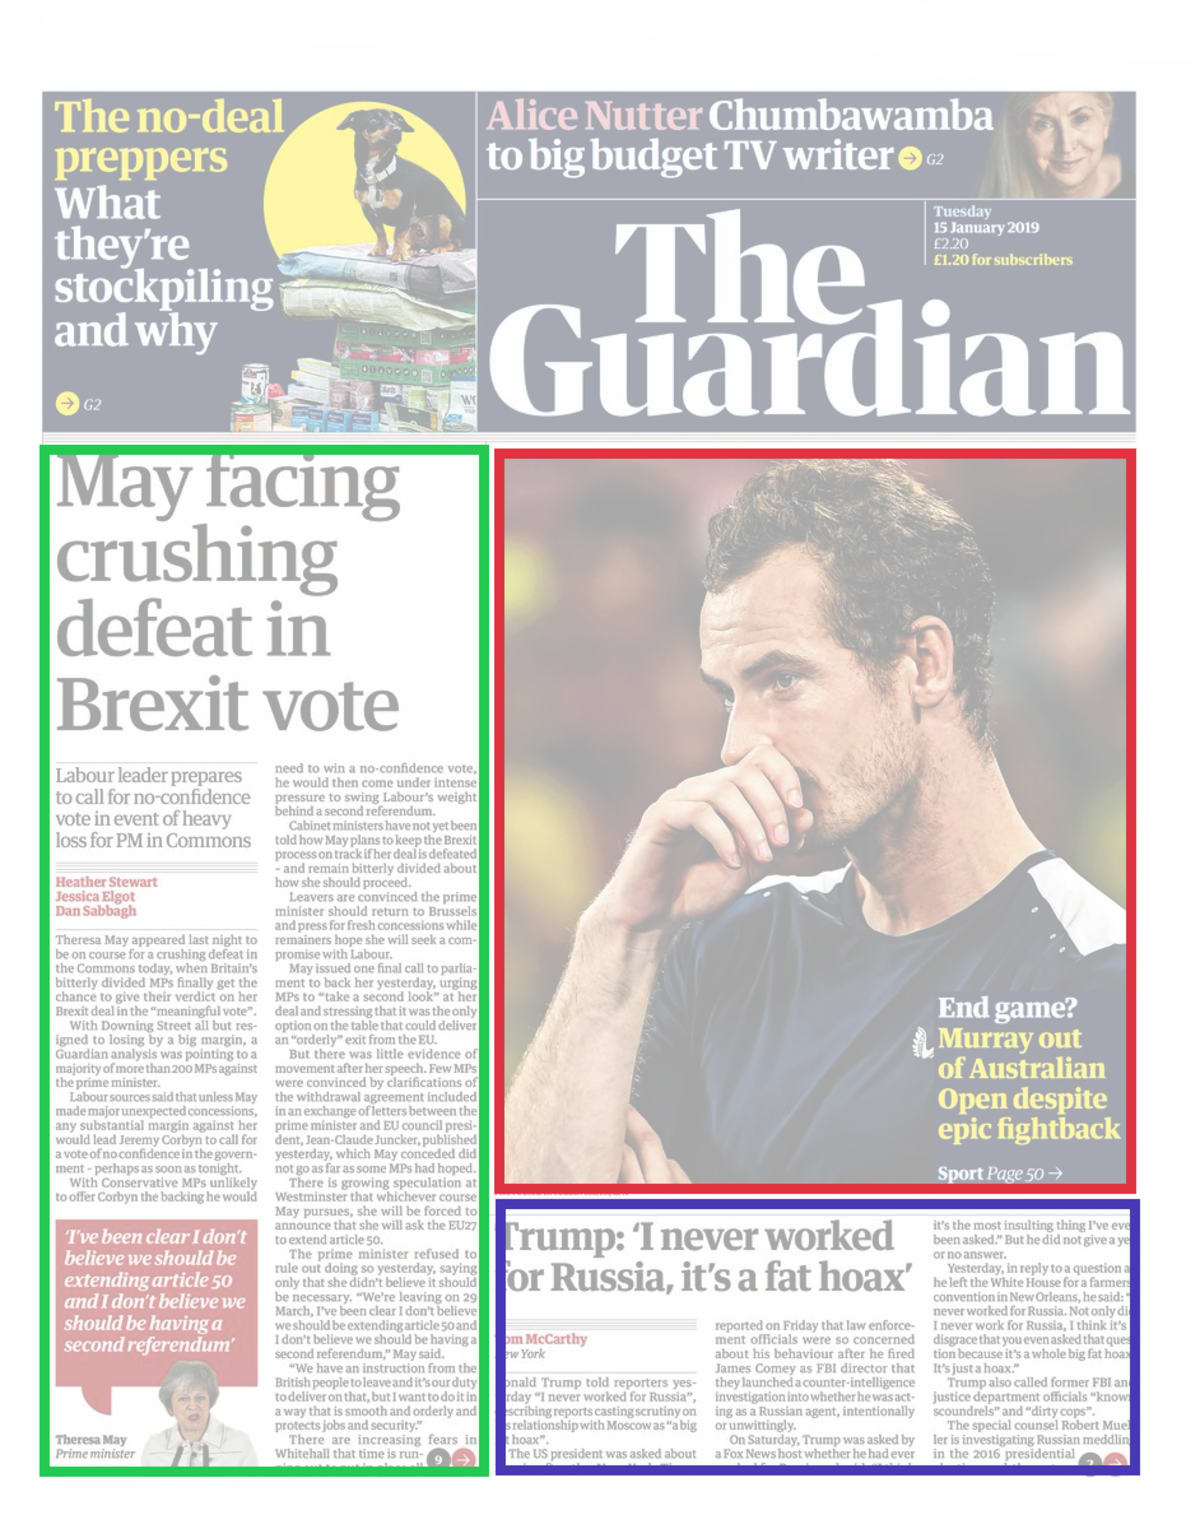 The no-deal
preppers
What
they're
stockpiling
and why
G2
Alice Nutter Chumbawamba
to big budget TV writer
G2
Tuesday
15 January 2019
£2.20
£1.20 for subscribers
The
Guardian
May facing
crushing
defeat in
Brexit vote
Labour leader prepares
to call for no-confidence
vote in event of heavy
loss for PM in Commons
Heather Stewart
Jessica Elgot
Dan Sabbagh
Theresa May appeared last night to
be on course for a crushing defeat in
the Commons today, when Britain's
bitterly divided MPs finally get the
chance to give their verdict on her
Brexit deal in the "meaningful vote".
With Downing Street all but res-
igned to losing by a big margin, a
Guardian analysis was pointing to a
majority of more than 200 MPs against
the prime minister.
Labour sources said that unless May
made major unexpected concessions,
any substantial margin against her
would lead Jeremy Corbyn to call for
a vote of no confidence in the govern-
ment – perhaps as soon as tonight.
With Conservative MPs unlikely
to offer Corbyn the backing he would
'I've been clear I don't
believe we should be
extending article 50
and I don't believe we
should be having a
second referendum'
Theresa May
Prime minister
need to win a no-confidence vote,
he would then come under intense
pressure to swing Labour's weight
behind a second referendum.
Cabinet ministers have not yet been
told how May plans to keep the Brexit
process on track if her deal is defeated
– and remain bitterly divided about
how she should proceed.
Leavers are convinced the prime
minister should return to Brussels
and press for fresh concessions while
remainers hope she will seek a com-
promise with Labour.
May issued one final call to parlia-
ment to back her yesterday, urging
MPs to "take a second look" at her
deal and stressing that it was the only
option on the table that could deliver
an "orderly" exit from the EU.
But there was little evidence of
movement after her speech. Few MPs
were convinced by clarifications of
the withdrawal agreement included
in an exchange of letters between the
prime minister and EU council presi-
dent, Jean-Claude Juncker, published
yesterday, which May conceded did
not go as far as some MPs had hoped.
There is growing speculation at
Westminster that whichever course
May pursues, she will be forced to
announce that she will ask the EU27
to extend article 50.
The prime minister refused to
rule out doing so yesterday, saying
only that she didn't believe it should
be necessary. "We're leaving on 29
March, I've been clear I don't believe
we should be extending article 50 and
I don't believe we should be having a
second referendum," May said.
"We have an instruction from the
British people to leave and it's our duty
to deliver on that, but I want to do it in
a way that is smooth and orderly and
protects jobs and security."
There are increasing fears in
Whitehall that time is run-
9
End game?
Murray out
of Australian
Open despite
epic fightback
Sport Page 50
Trump: 'I never worked
for Russia, it's a fat hoax'
om McCarthy
ew York
onald Trump told reporters yes-
rday "I never worked for Russia",
escribing reports casting scrutiny on
s relationship with Moscow as "a big
t hoax".
The US president was asked about
reported on Friday that law enforce-
ment officials were so concerned
about his behaviour after he fired
James Comey as FBI director that
they launched a counter-intelligence
investigation into whether he was act-
ing as a Russian agent, intentionally
or unwittingly.
On Saturday, Trump was asked by
a Fox News host whether he had ever
it's the most insulting thing I've eve
been asked." But he did not give a ye
or no answer.
Yesterday, in reply to a question a
he left the White House for a farmers
convention in New Orleans, he said: "
never worked for Russia. Not only di
I never work for Russia, I think it's
disgrace that you even asked that ques
tion because it's a whole big fat hoax
It's just a hoax."
Trump also called former FBI an
justice department officials "known
scoundrels" and "dirty cops".
The special counsel Robert Muel
ler is investigating Russian meddlin
in the 2016 presidential
2